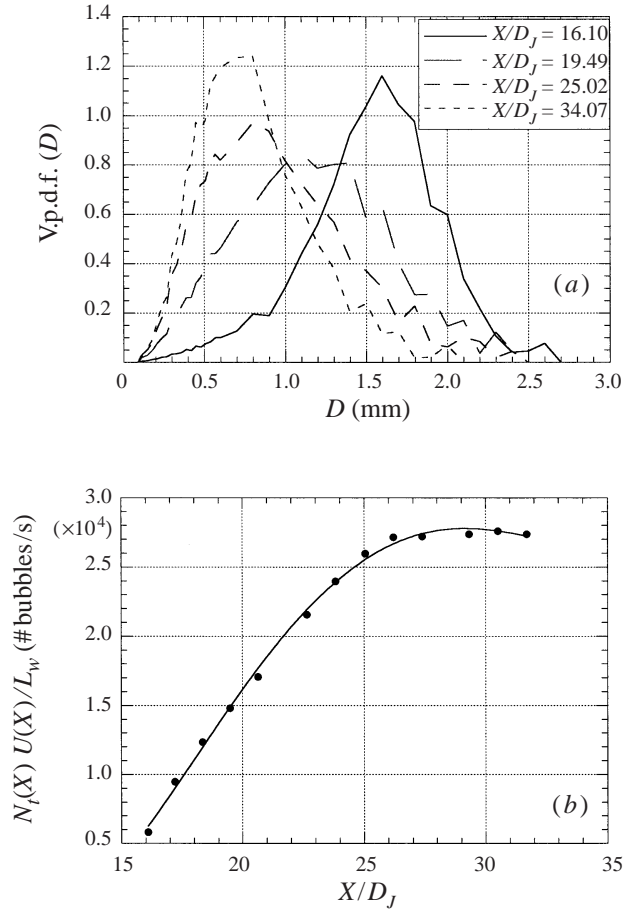 1.4
1.2
1.0
0.8
0.6
0.4
0.2
V.p.d.f. (D)
X/D_J = 16.10
X/D_J = 19.49
X/D_J = 25.02
X/D_J = 34.07
(a)
0 0.5 1.0 1.5 2.0 2.5 3.0
D (mm)
3.0
(×10⁴)
2.5
2.0
1.5
1.0
0.5
N_t(X) U(X)/L_w (# bubbles/s)
(b)
15 20 25 30 35
X/D_J